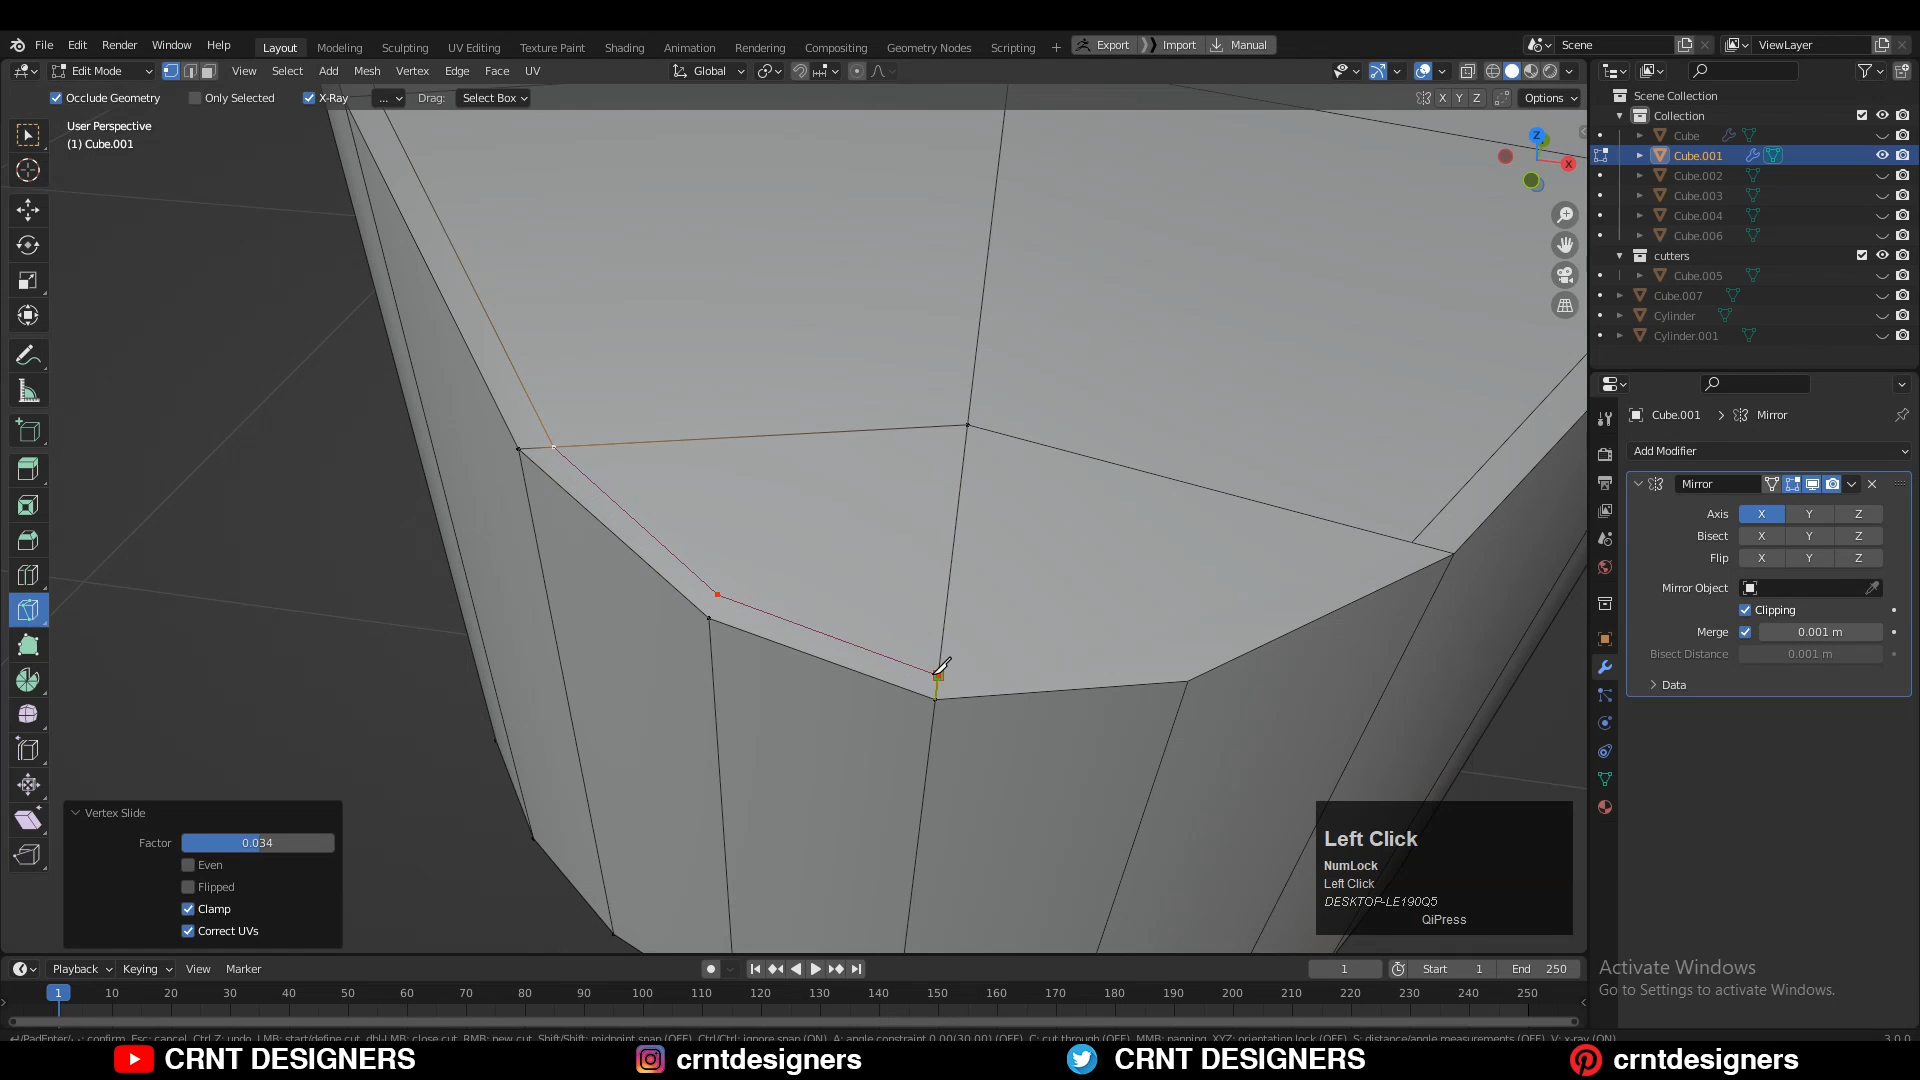 File Edit Render Window Help Layout Modeling Sculpting UV Editing Texture Paint Shading Animation Rendering Compositing Geometry Nodes Scripting + Export Import Manual Scene ViewLayer
Edit Mode View Select Add Mesh Vertex Edge Face UV Global
Occlude Geometry Only Selected X-Ray ... Drag: Select Box X Y Z Options
User Perspective
(1) Cube.001
Z
X
Scene Collection
Collection
Cube
Cube.001
Cube.002
Cube.003
Cube.004
Cube.006
cutters
Cube.005
Cube.007
Cylinder
Cylinder.001
Cube.001 > Mirror
Add Modifier
Mirror
Axis X Y Z
Bisect X Y Z
Flip X Y Z
Mirror Object
Clipping
Merge 0.001 m
Bisect Distance 0.001 m
Data
Vertex Slide
Factor 0.034
Even
Flipped
Clamp
Correct UVs
Left Click
NumLock
Left Click
DESKTOP-LE190Q5
QiPress
Playback Keying View Marker 1 Start 1 End 250
1 10 20 30 40 50 60 70 80 90 100 110 120 130 140 150 160 170 180 190 200 210 220 230 240 250
Activate Windows
Go to Settings to activate Windows.
CRNT DESIGNERS crntdesigners CRNT DESIGNERS crntdesigners